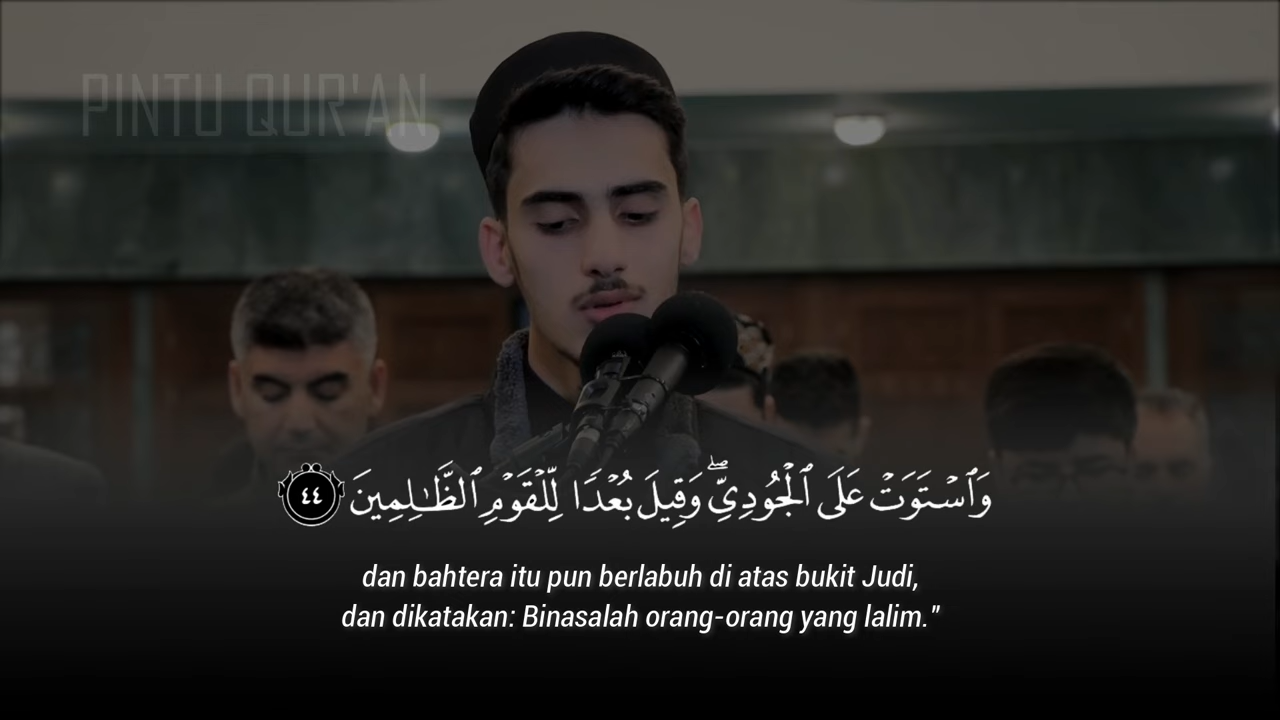 PINTU QUR'AN
وَٱسْتَوَتْ عَلَى ٱلْجُودِىِّ ۖ وَقِيلَ بُعْدًا لِّلْقَوْمِ ٱلظَّـٰلِمِينَ ٤٤
dan bahtera itu pun berlabuh di atas bukit Judi,
dan dikatakan: Binasalah orang-orang yang lalim."